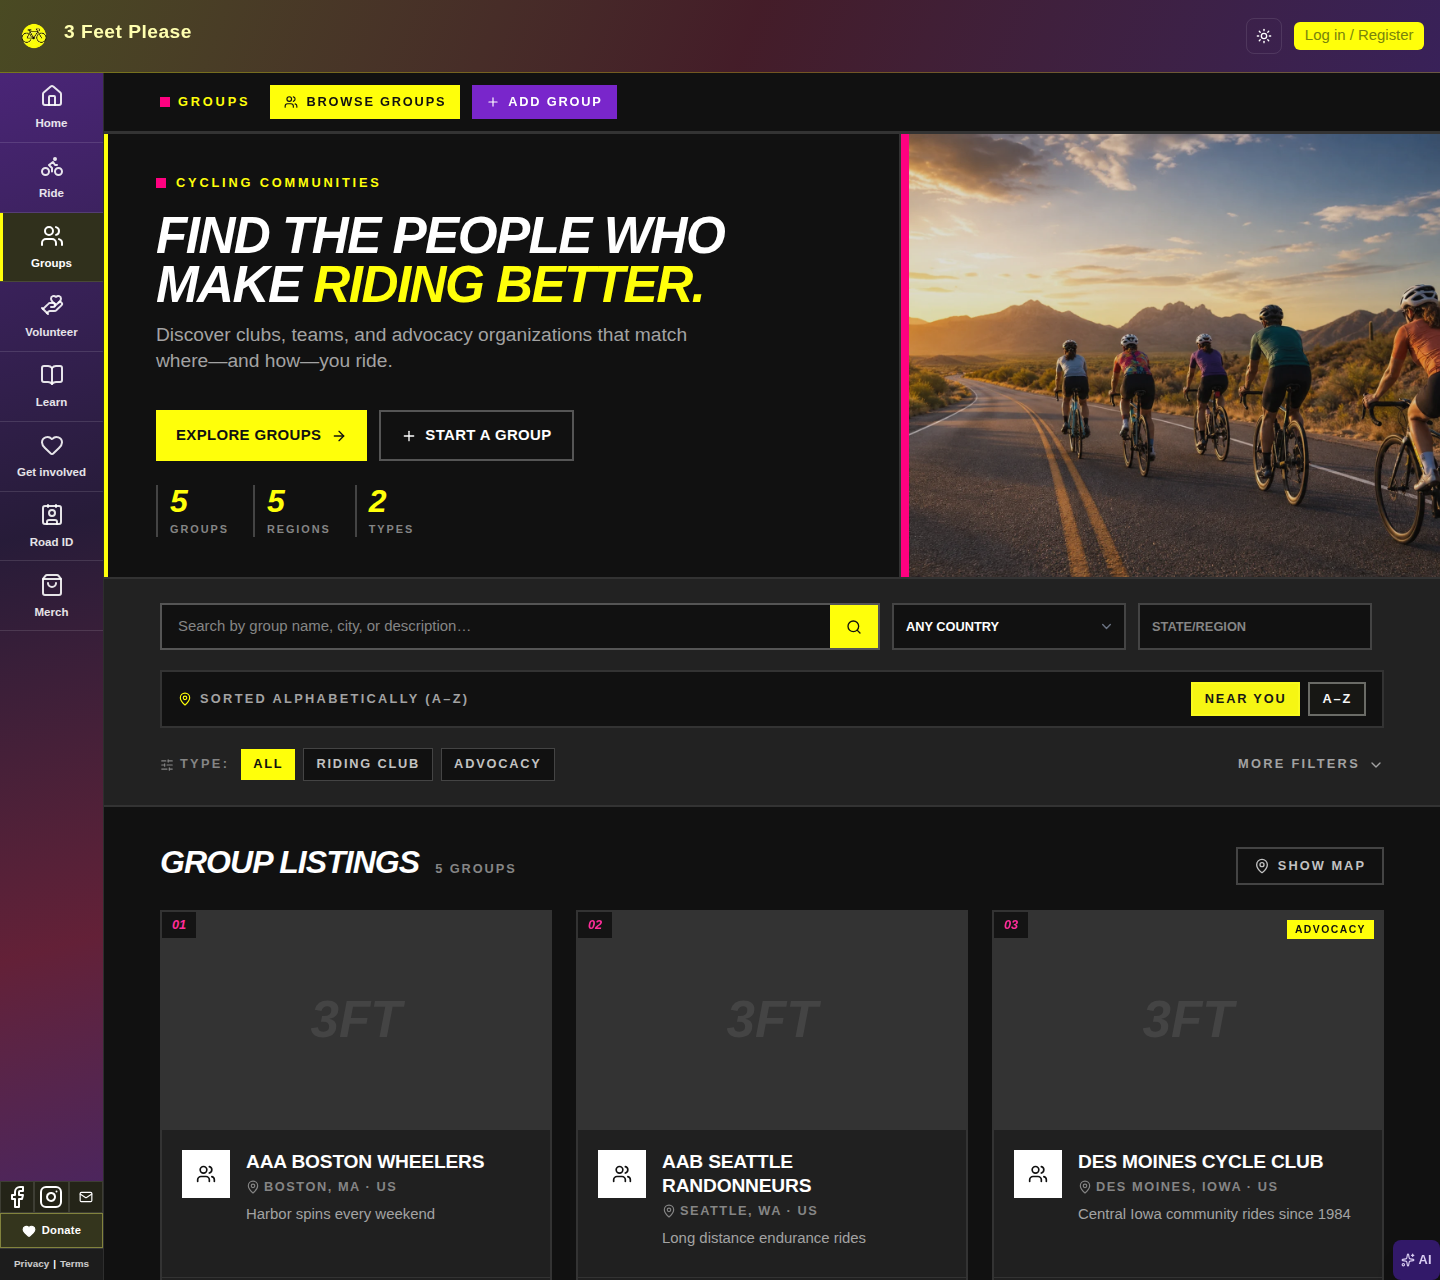 3 Feet Please
Log in / Register
Home
Ride
Groups
Volunteer
Learn
Get involved
Road ID
Merch
Donate
Privacy | Terms
GROUPS
BROWSE GROUPS
ADD GROUP
CYCLING COMMUNITIES
FIND THE PEOPLE WHO
MAKE RIDING BETTER.
Discover clubs, teams, and advocacy organizations that match
where—and how—you ride.
EXPLORE GROUPS
START A GROUP
5
GROUPS
5
REGIONS
2
TYPES
Search by group name, city, or description…
ANY COUNTRY
STATE/REGION
SORTED ALPHABETICALLY (A–Z)
NEAR YOU
A–Z
TYPE:
ALL
RIDING CLUB
ADVOCACY
MORE FILTERS
GROUP LISTINGS
5 GROUPS
SHOW MAP
01
3FT
AAA BOSTON WHEELERS
BOSTON, MA · US
Harbor spins every weekend
02
3FT
AAB SEATTLE
RANDONNEURS
SEATTLE, WA · US
Long distance endurance rides
03
ADVOCACY
3FT
DES MOINES CYCLE CLUB
DES MOINES, IOWA · US
Central Iowa community rides since 1984
AI